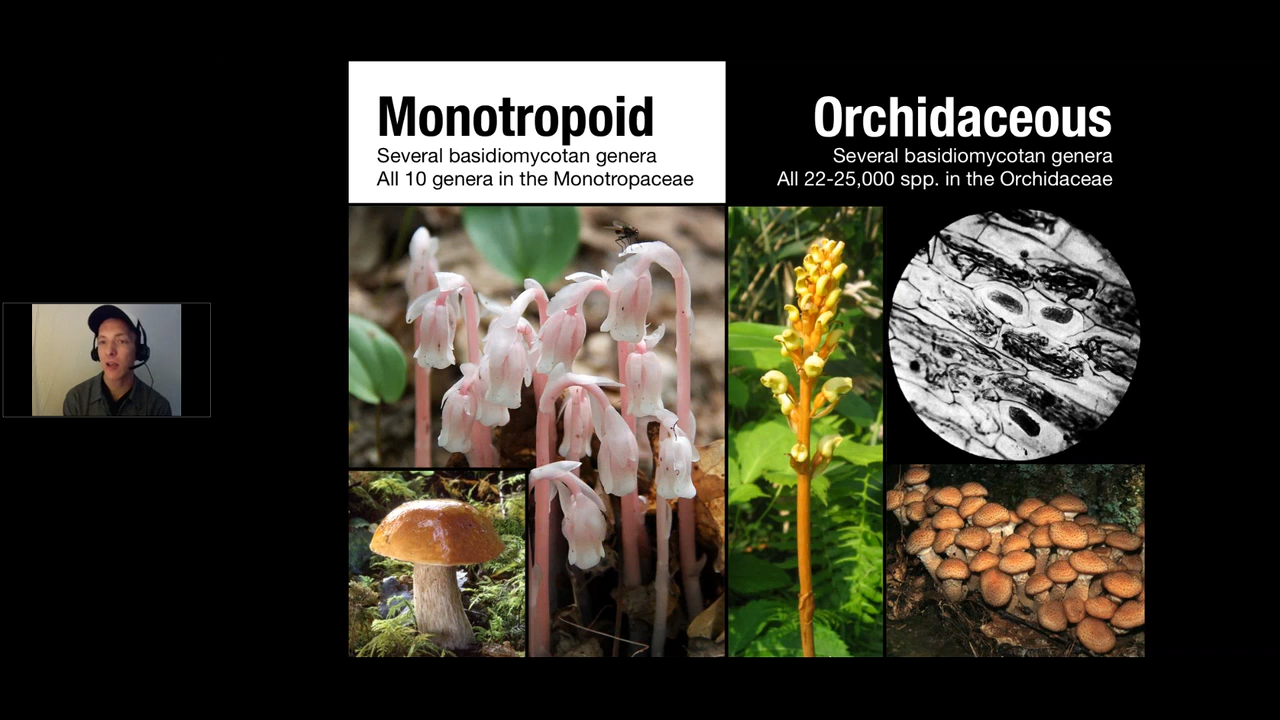 Monotropoid
Several basidiomycotan genera
All 10 genera in the Monotropaceae
Orchidaceous
Several basidiomycotan genera
All 22-25,000 spp. in the Orchidaceae